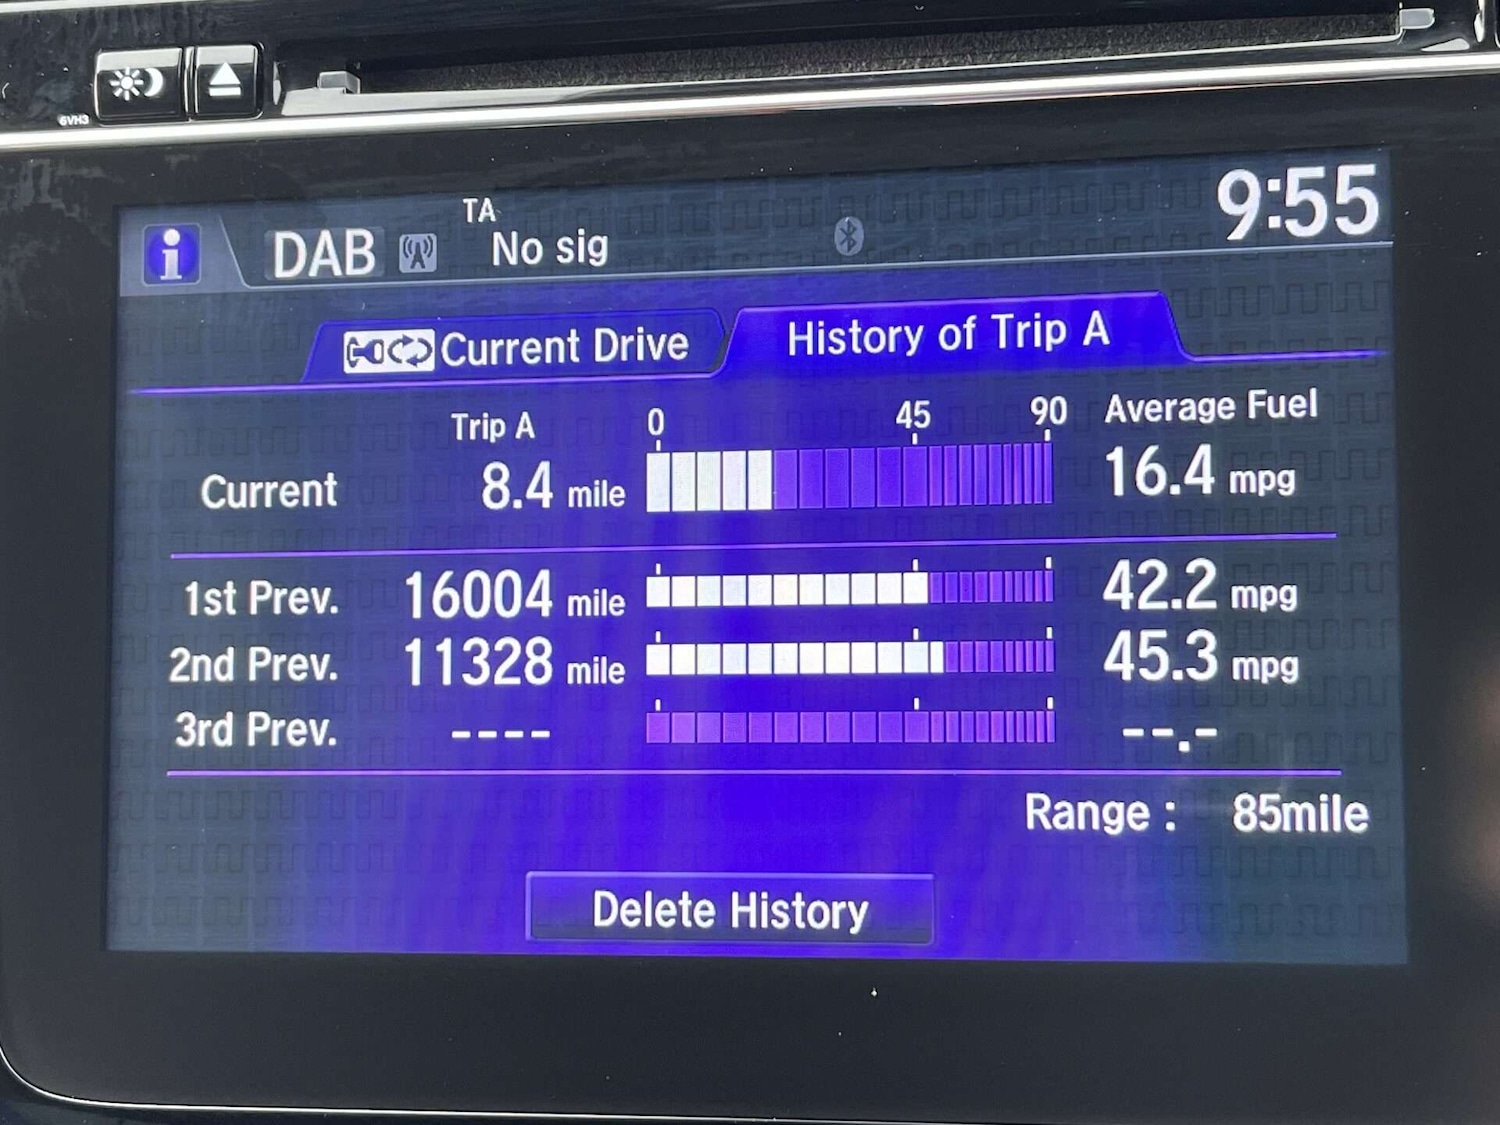 6VH3
i DAB TA No sig 9:55
Current Drive History of Trip A
Trip A 0 45 90 Average Fuel
Current 8.4 mile 16.4 mpg
1st Prev. 16004 mile 42.2 mpg
2nd Prev. 11328 mile 45.3 mpg
3rd Prev. ---- --.-
Range : 85mile
Delete History